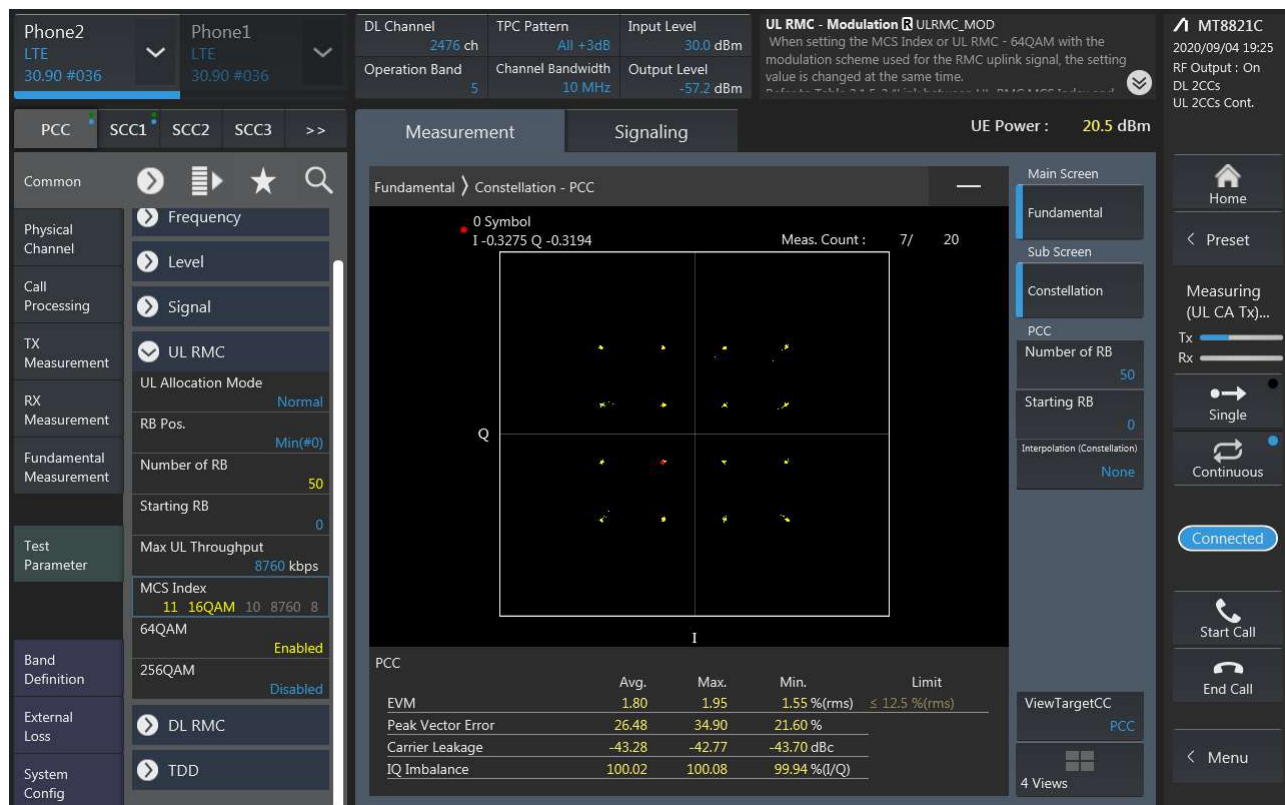 Phone2
LTE
30.90 #036
Phone1
LTE
30.90 #036
DL Channel
2476 ch
TPC Pattern
All +3dB
Input Level
30.0 dBm
Operation Band
5
Channel Bandwidth
10 MHz
Output Level
-57.2 dBm
UL RMC - Modulation R ULRMC_MOD
When setting the MCS Index or UL RMC - 64QAM with the
modulation scheme used for the RMC uplink signal, the setting
value is changed at the same time.
MT8821C
2020/09/04 19:25
RF Output : On
DL 2CCs
UL 2CCs Cont.
PCC
SCC1
SCC2
SCC3
>>
Measurement
Signaling
UE Power : 20.5 dBm
Common
Physical
Channel
Call
Processing
TX
Measurement
RX
Measurement
Fundamental
Measurement
Test
Parameter
Band
Definition
External
Loss
System
Config
Frequency
Level
Signal
UL RMC
UL Allocation Mode
Normal
RB Pos.
Min(#0)
Number of RB
50
Starting RB
0
Max UL Throughput
8760 kbps
MCS Index
11 16QAM 10 8760 8
64QAM
Enabled
256QAM
Disabled
DL RMC
TDD
Fundamental > Constellation - PCC
0 Symbol
I -0.3275 Q -0.3194
Meas. Count : 7/ 20
Q
I
PCC
Avg. Max. Min. Limit
EVM 1.80 1.95 1.55 %(rms) ≤ 12.5 %(rms)
Peak Vector Error 26.48 34.90 21.60 %
Carrier Leakage -43.28 -42.77 -43.70 dBc
IQ Imbalance 100.02 100.08 99.94 %(I/Q)
Main Screen
Fundamental
Sub Screen
Constellation
PCC
Number of RB
50
Starting RB
0
Interpolation (Constellation)
None
ViewTargetCC
PCC
4 Views
Home
< Preset
Measuring
(UL CA Tx)...
Tx
Rx
Single
Continuous
Connected
Start Call
End Call
< Menu